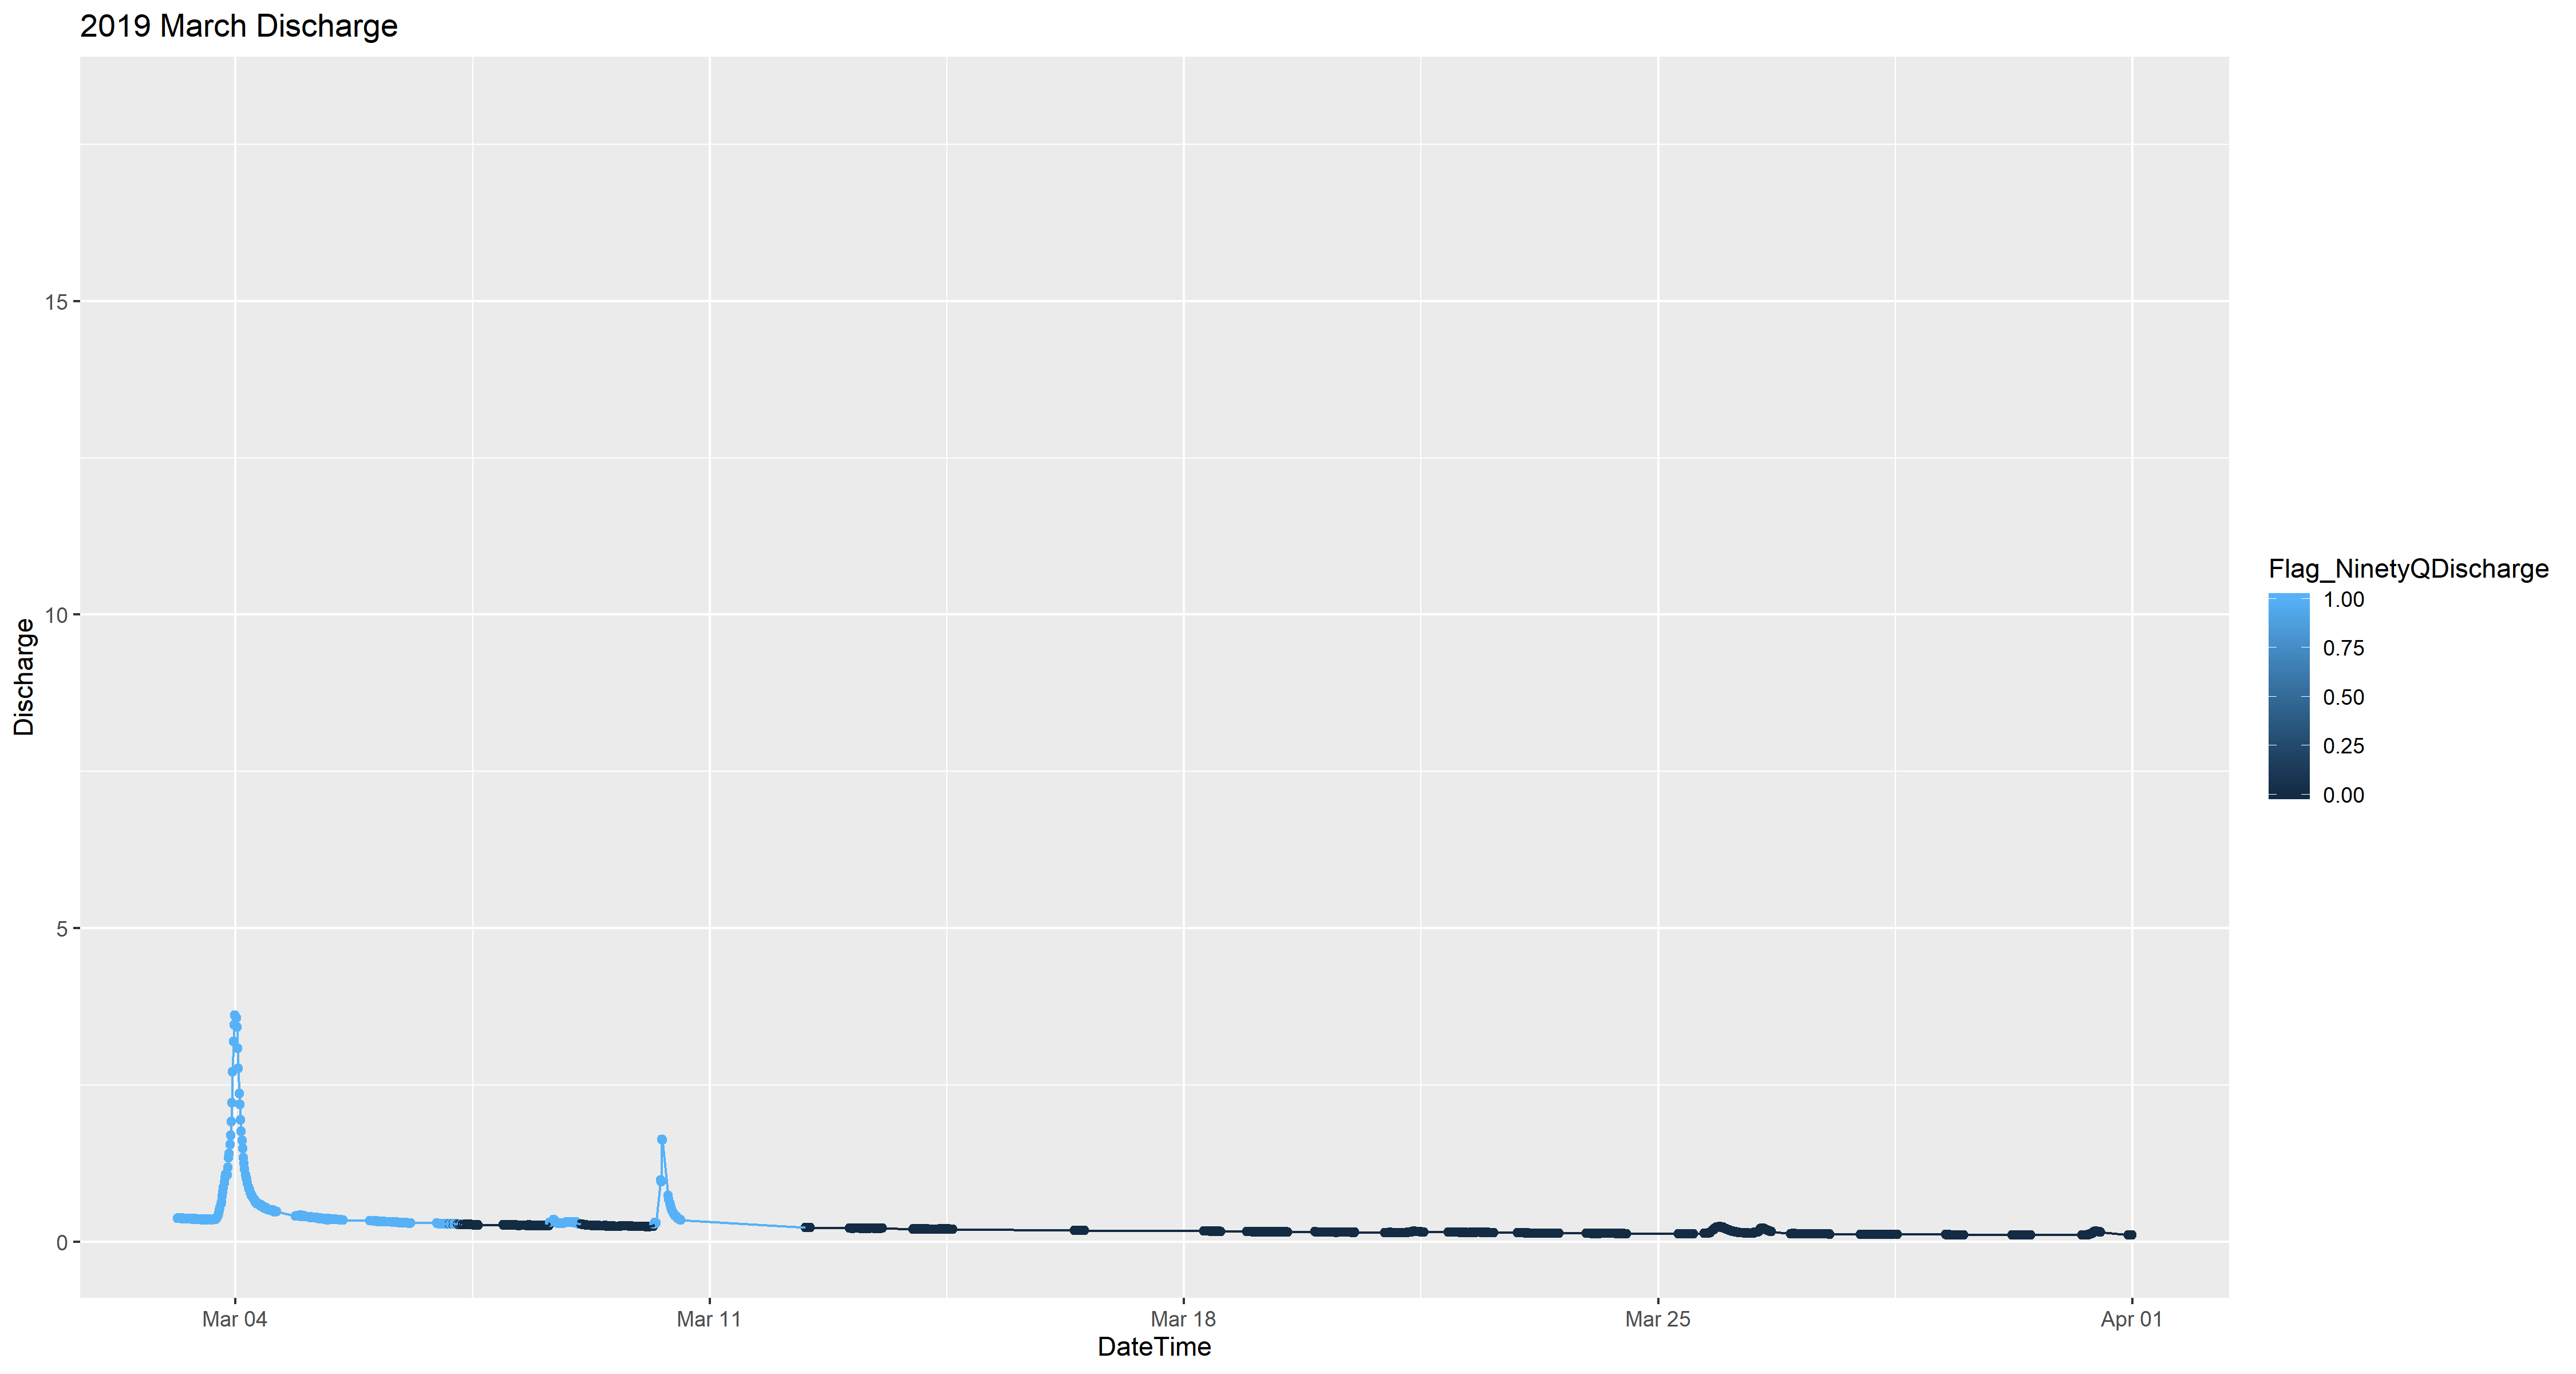 2019 March Discharge
15
10
5
0
Discharge
Mar 04
Mar 11
Mar 18
Mar 25
Apr 01
DateTime
Flag_NinetyQDischarge
1.00
0.75
0.50
0.25
0.00